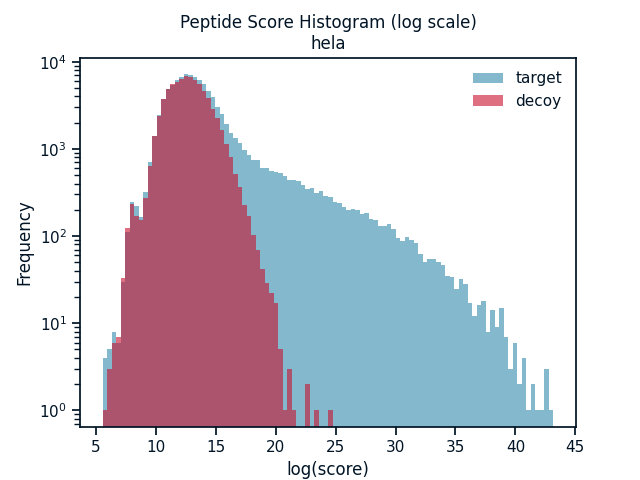 Peptide Score Histogram (log scale)
hela
target
decoy
Frequency
10⁴
10³
10²
10¹
10⁰
5 10 15 20 25 30 35 40 45
log(score)